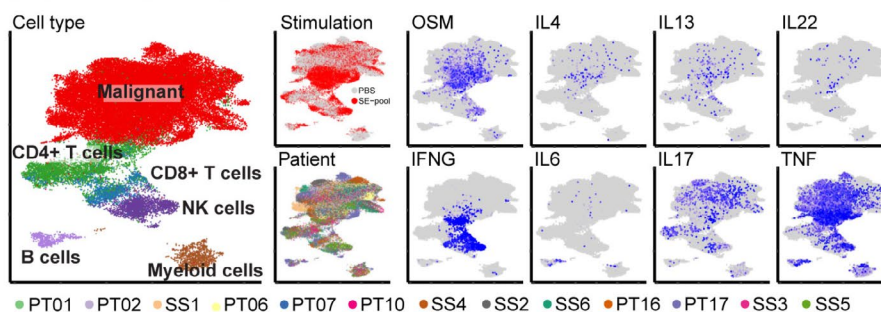 Cell type
Stimulation
OSM
IL4
IL13
IL22
Malignant
PBS
SE-pool
CD4+ T cells
CD8+ T cells
Patient
IFNG
IL6
IL17
TNF
NK cells
B cells
Myeloid cells
PT01 PT02 SS1 PT06 PT07 PT10 SS4 SS2 SS6 PT16 PT17 SS3 SS5